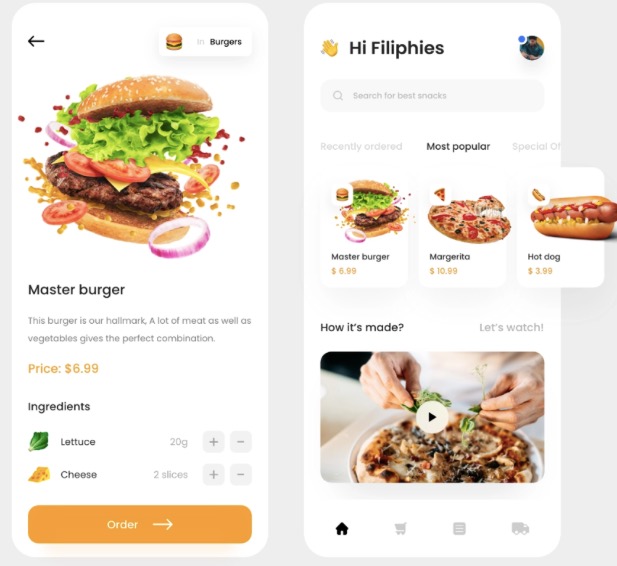 in Burgers
Master burger
This burger is our hallmark, A lot of meat as well as
vegetables gives the perfect combination.
Price: $6.99
Ingredients
Lettuce 20g + −
Cheese 2 slices + −
Order
Hi Filiphies
Search for best snacks
Recently ordered Most popular Special Of
Master burger
$ 6.99
Margerita
$ 10.99
Hot dog
$ 3.99
How it's made? Let's watch!